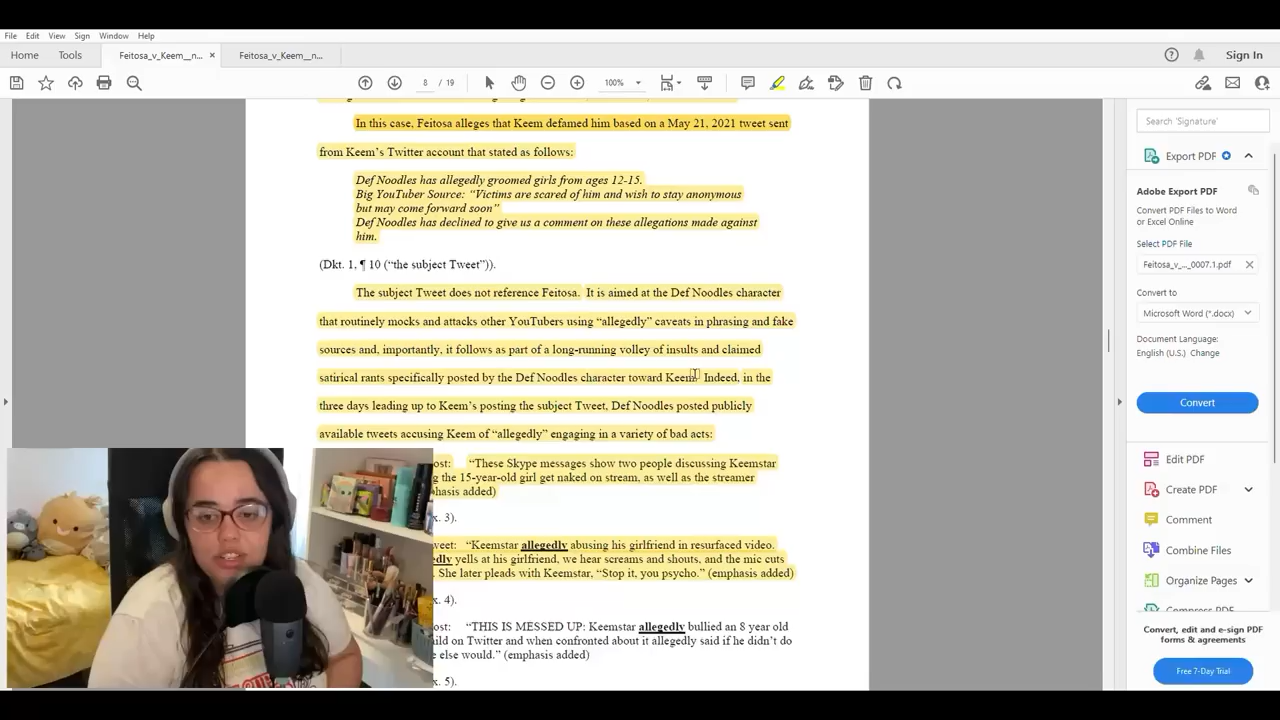 File Edit View Sign Window Help
Home Tools Feitosa_v_Keem__n... × Feitosa_v_Keem__n... Sign In
8 / 19 100%
In this case, Feitosa alleges that Keem defamed him based on a May 21, 2021 tweet sent
from Keem's Twitter account that stated as follows:
Def Noodles has allegedly groomed girls from ages 12-15.
Big YouTuber Source: “Victims are scared of him and wish to stay anonymous
but may come forward soon”
Def Noodles has declined to give us a comment on these allegations made against
him.
(Dkt. 1, ¶ 10 (“the subject Tweet”)).
The subject Tweet does not reference Feitosa. It is aimed at the Def Noodles character
that routinely mocks and attacks other YouTubers using “allegedly” caveats in phrasing and fake
sources and, importantly, it follows as part of a long-running volley of insults and claimed
satirical rants specifically posted by the Def Noodles character toward Keem. Indeed, in the
three days leading up to Keem's posting the subject Tweet, Def Noodles posted publicly
available tweets accusing Keem of “allegedly” engaging in a variety of bad acts:
ost: “These Skype messages show two people discussing Keemstar
g the 15-year-old girl get naked on stream, as well as the streamer
phasis added)
x. 3).
weet: “Keemstar allegedly abusing his girlfriend in resurfaced video.
edly yells at his girlfriend, we hear screams and shouts, and the mic cuts
. She later pleads with Keemstar, “Stop it, you psycho.” (emphasis added)
x. 4).
ost: “THIS IS MESSED UP: Keemstar allegedly bullied an 8 year old
ild on Twitter and when confronted about it allegedly said if he didn't do
e else would.” (emphasis added)
x. 5).
Search 'Signature'
Export PDF
Adobe Export PDF
Convert PDF Files to Word
or Excel Online
Select PDF File
Feitosa_v_..._0007.1.pdf ×
Convert to
Microsoft Word (*.docx)
Document Language:
English (U.S.) Change
Convert
Edit PDF
Create PDF
Comment
Combine Files
Organize Pages
Compress PDF
Convert, edit and e-sign PDF
forms & agreements
Free 7-Day Trial